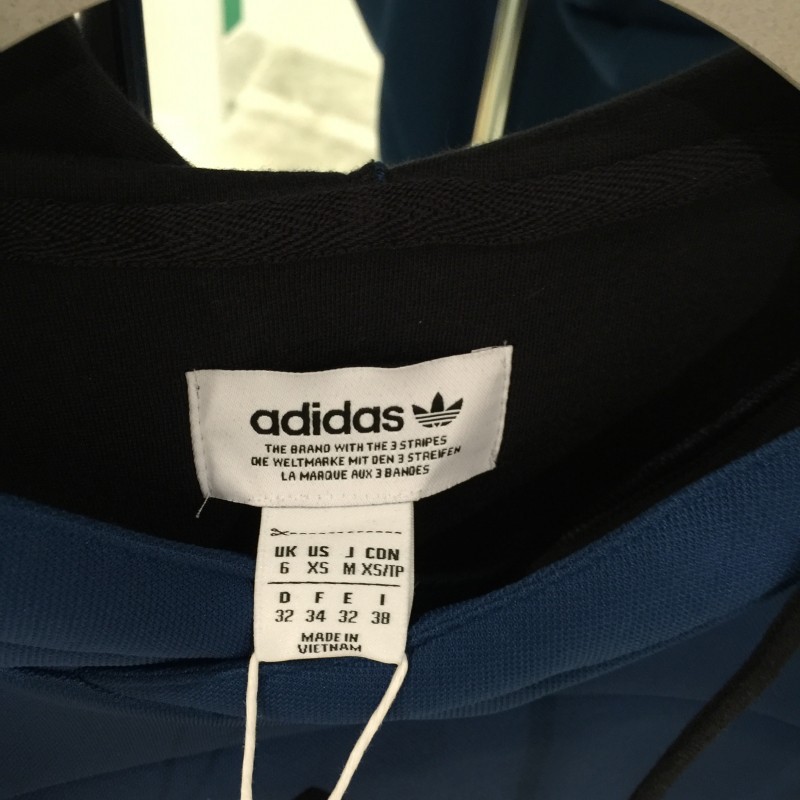 adidas
THE BRAND WITH THE 3 STRIPES
DIE WELTMARKE MIT DEN 3 STREIFEN
LA MARQUE AUX 3 BANDES
UK US J CDN
6 XS M XS/TP
D F E I
32 34 32 38
MADE IN
VIETNAM